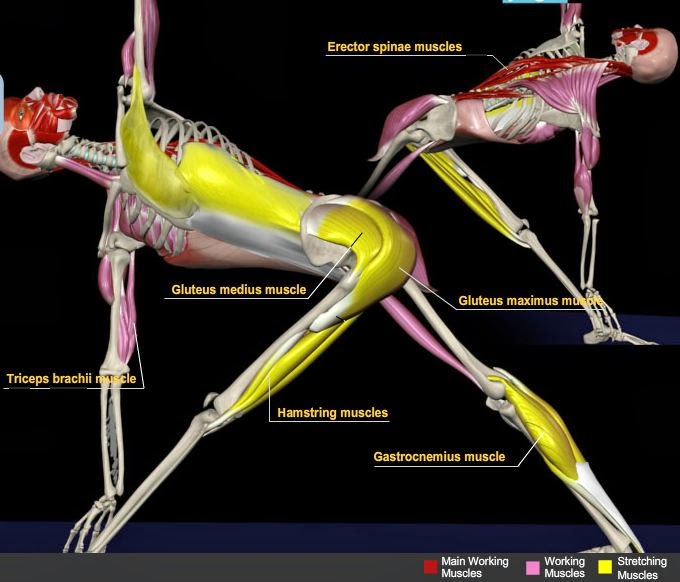 Erector spinae muscles
Gluteus medius muscle
Gluteus maximus muscle
Triceps brachii muscle
Hamstring muscles
Gastrocnemius muscle
Main Working
Muscles
Working
Muscles
Stretching
Muscles